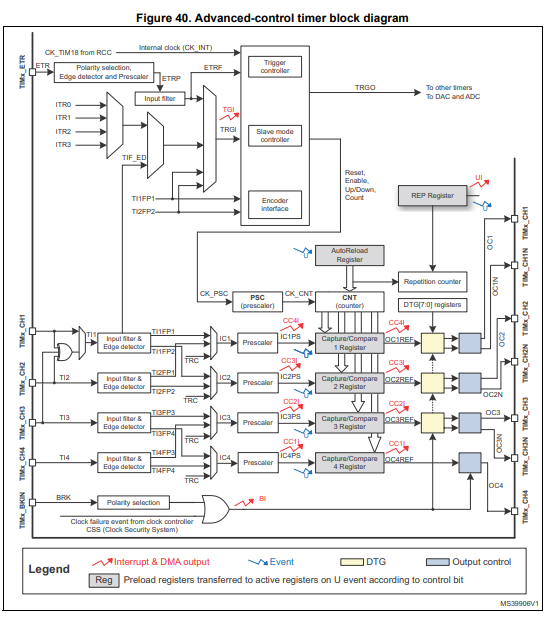 Figure 40. Advanced-control timer block diagram
CK_TIM18 from RCC
Internal clock (CK_INT)
TIMx_ETR
ETR
Polarity selection,
Edge detector and Prescaler
ETRP
ETRF
Input filter
Trigger
controller
TRGO
To other timers
To DAC and ADC
ITR0
ITR1
ITR2
ITR3
TGI
TRGI
Slave mode
controller
TIF_ED
Reset,
Enable,
Up/Down,
Count
TI1FP1
TI2FP2
Encoder
interface
UI
REP Register
AutoReload
Register
Repetition counter
CK_PSC
PSC
(prescaler)
CK_CNT
CNT
(counter)
DTG[7:0] registers
TIMx_CH1
TI1
Input filter &
Edge detector
TI1FP1
TI1FP2
TRC
IC1
Prescaler
CC4I
IC1PS
Capture/Compare
1 Register
CC4I
OC1REF
OC1
TIMx_CH1
OC1N
TIMx_CH1N
TIMx_CH2
TI2
Input filter &
Edge detector
TI2FP1
TI2FP2
TRC
IC2
Prescaler
CC3I
IC2PS
Capture/Compare
2 Register
CC3I
OC2REF
OC2
TIMx_CH2
OC2N
TIMx_CH2N
TIMx_CH3
TI3
Input filter &
Edge detector
TI3FP3
TI3FP4
TRC
IC3
Prescaler
CC2I
IC3PS
Capture/Compare
3 Register
CC2I
OC3REF
OC3
TIMx_CH3
OC3N
TIMx_CH3N
TIMx_CH4
TI4
Input filter &
Edge detector
TI4FP3
TI4FP4
TRC
IC4
Prescaler
CC1I
IC4PS
Capture/Compare
4 Register
CC1I
OC4REF
OC4
TIMx_CH4
TIMx_BKIN
BRK
Polarity selection
BI
Clock failure event from clock controller
CSS (Clock Security System)
Legend
Interrupt & DMA output
Event
DTG
Output control
Reg
Preload registers transferred to active registers on U event according to control bit
MS39906V1